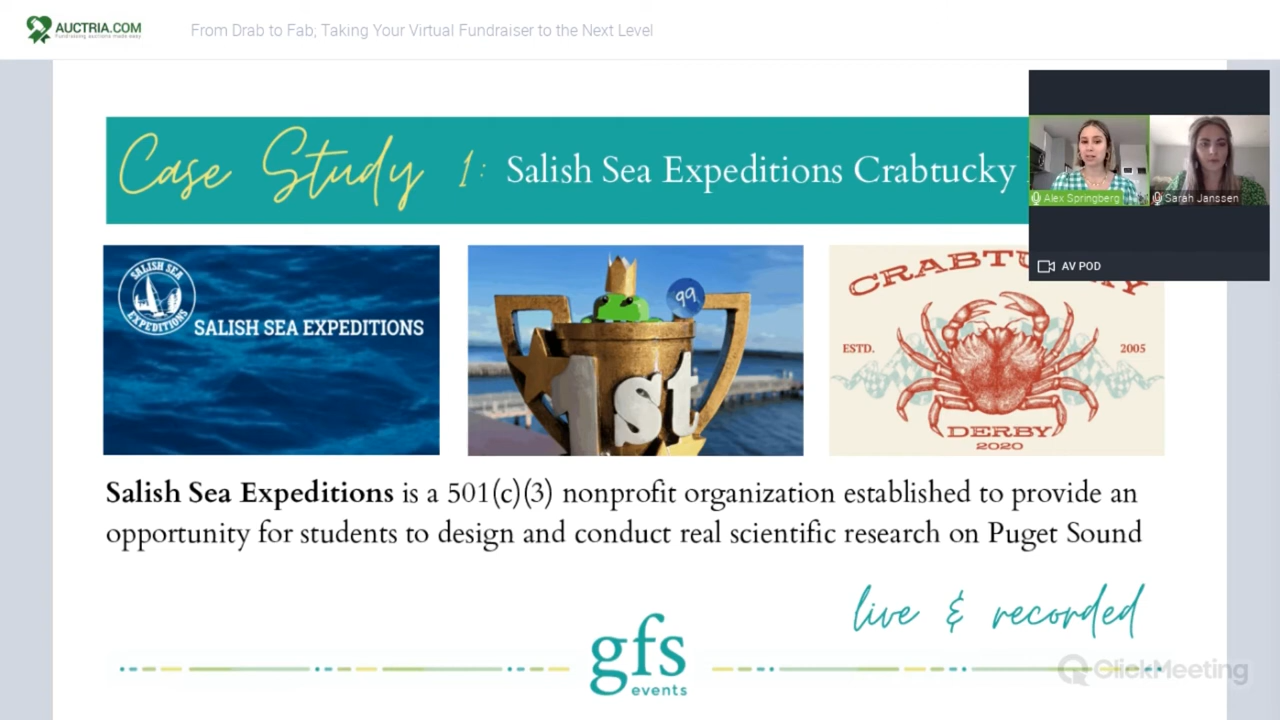 AUCTRIA.COM
Fundraising auctions made easy
From Drab to Fab; Taking Your Virtual Fundraiser to the Next Level
Case Study 1: Salish Sea Expeditions Crabtucky
Alex Springberg
Sarah Janssen
AV POD
SALISH SEA
EXPEDITIONS
SALISH SEA EXPEDITIONS
99
1st
ESTD.
2005
DERBY
2020
Salish Sea Expeditions is a 501(c)(3) nonprofit organization established to provide an
opportunity for students to design and conduct real scientific research on Puget Sound
live & recorded
gfs
events
ClickMeeting